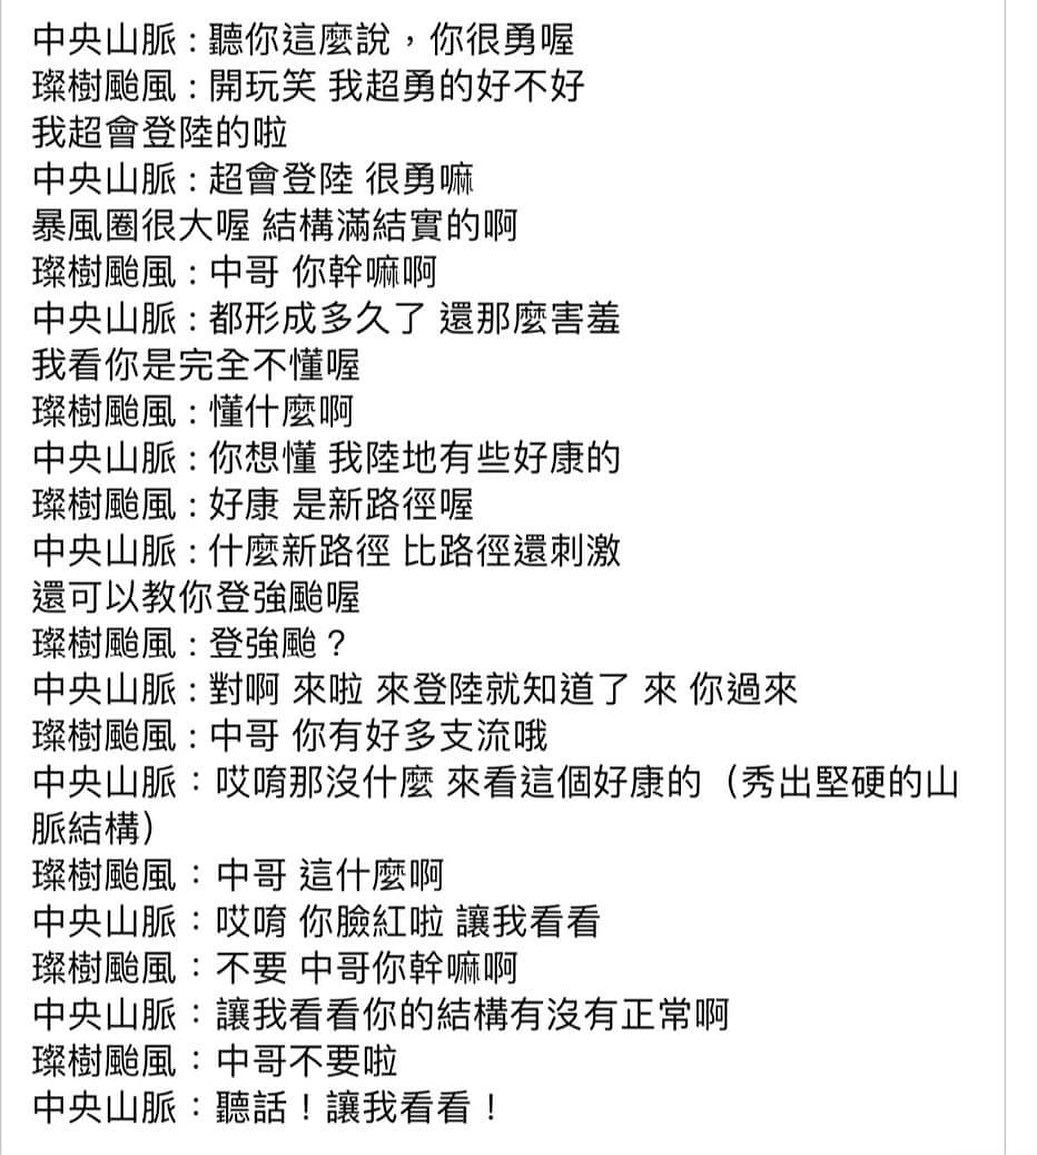 中央山脈：聽你這麼說，你很勇喔
璨樹颱風：開玩笑 我超勇的好不好
我超會登陸的啦
中央山脈：超會登陸 很勇嘛
暴風圈很大喔 結構滿結實的啊
璨樹颱風：中哥 你幹嘛啊
中央山脈：都形成多久了 還那麼害羞
我看你是完全不懂喔
璨樹颱風：懂什麼啊
中央山脈：你想懂 我陸地有些好康的
璨樹颱風：好康 是新路徑喔
中央山脈：什麼新路徑 比路徑還刺激
還可以教你登強颱喔
璨樹颱風：登強颱？
中央山脈：對啊 來啦 來登陸就知道了 來 你過來
璨樹颱風：中哥 你有好多支流哦
中央山脈：哎唷那沒什麼 來看這個好康的（秀出堅硬的山
脈結構）
璨樹颱風：中哥 這什麼啊
中央山脈：哎唷 你臉紅啦 讓我看看
璨樹颱風：不要 中哥你幹嘛啊
中央山脈：讓我看看你的結構有沒有正常啊
璨樹颱風：中哥不要啦
中央山脈：聽話！讓我看看！